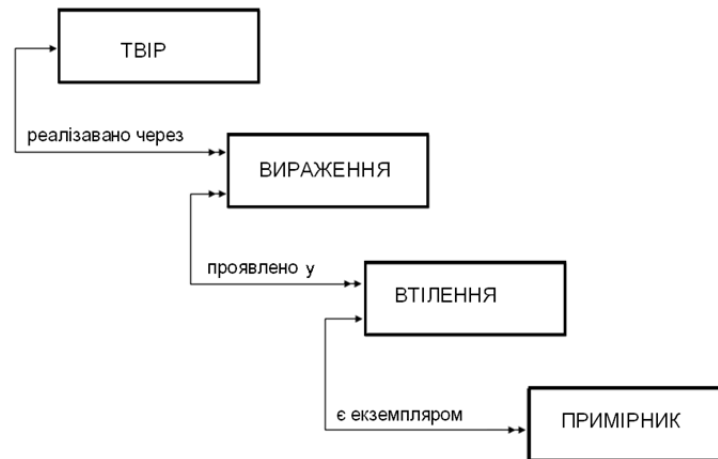 ТВІР
реалізавано через
ВИРАЖЕННЯ
проявлено у
ВТІЛЕННЯ
є екземпляром
ПРИМІРНИК